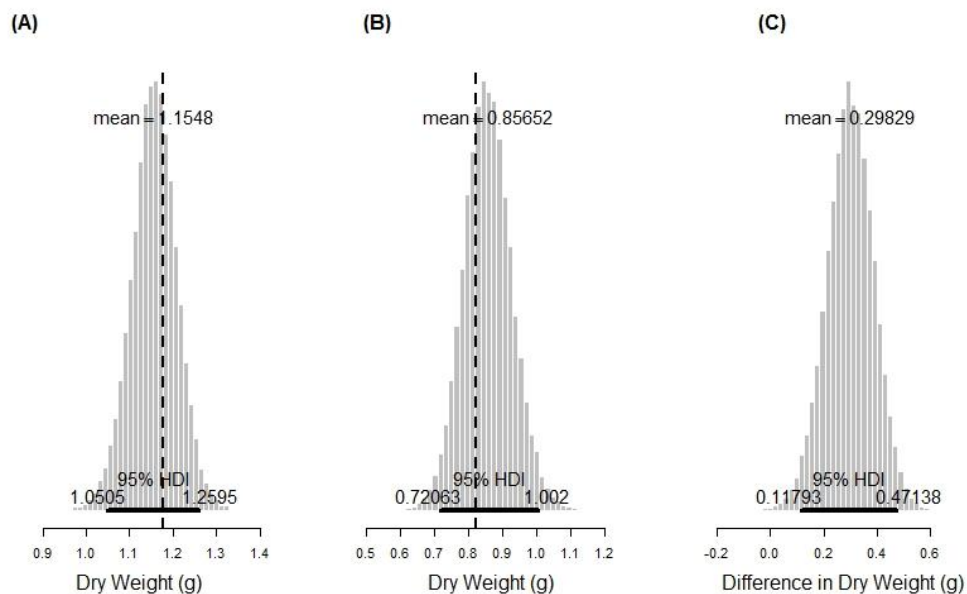 (A)
mean = 1.1548
95% HDI
1.0505 1.2595
0.9 1.0 1.1 1.2 1.3 1.4
Dry Weight (g)
(B)
mean = 0.85652
95% HDI
0.72063 1.002
0.5 0.6 0.7 0.8 0.9 1.0 1.1 1.2
Dry Weight (g)
(C)
mean = 0.29829
95% HDI
0.11793 0.47138
-0.2 0.0 0.2 0.4 0.6
Difference in Dry Weight (g)